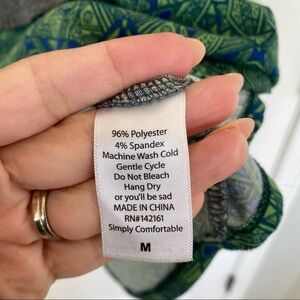 96% Polyester
4% Spandex
Machine Wash Cold
Gentle Cycle
Do Not Bleach
Hang Dry
or you'll be sad
MADE IN CHINA
RN#142161
Simply Comfortable
M